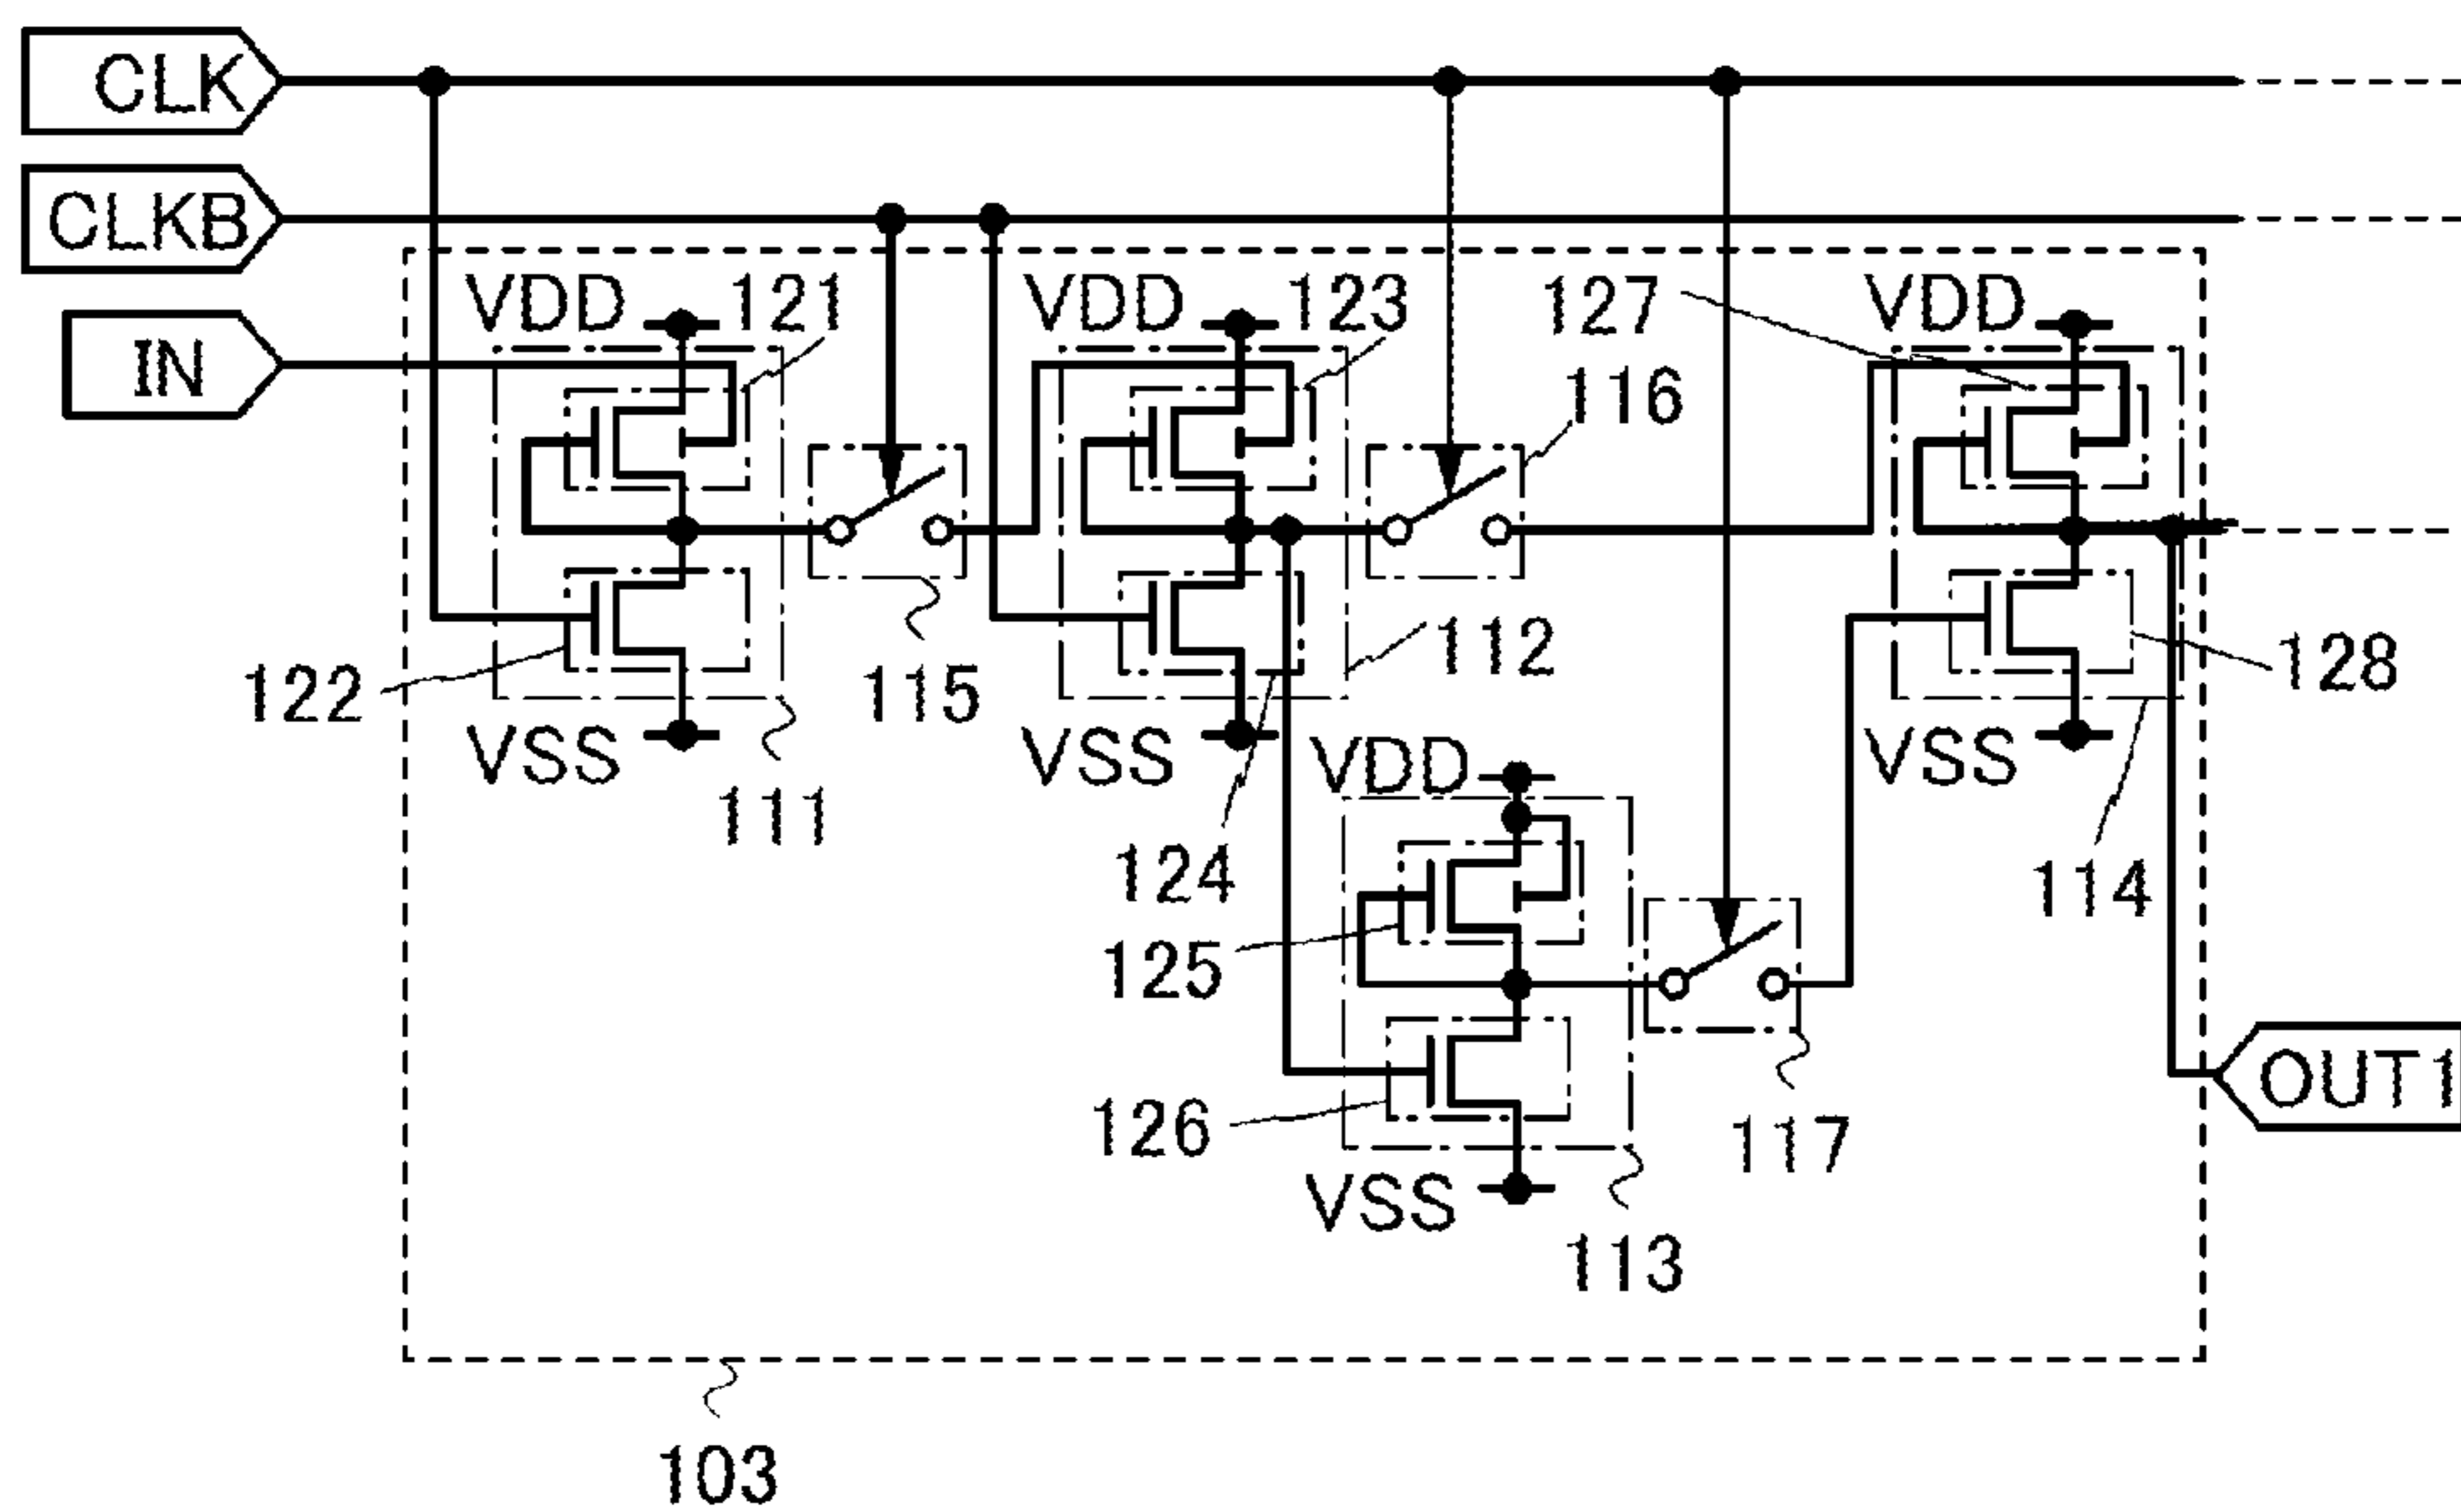 CLK
CLKB
IN
VDD 121 VDD 123 127 VDD
116
122 115 112 128
VSS 111 VSS VDD VSS
124 114
125
126 117
VSS 113
OUT1
103